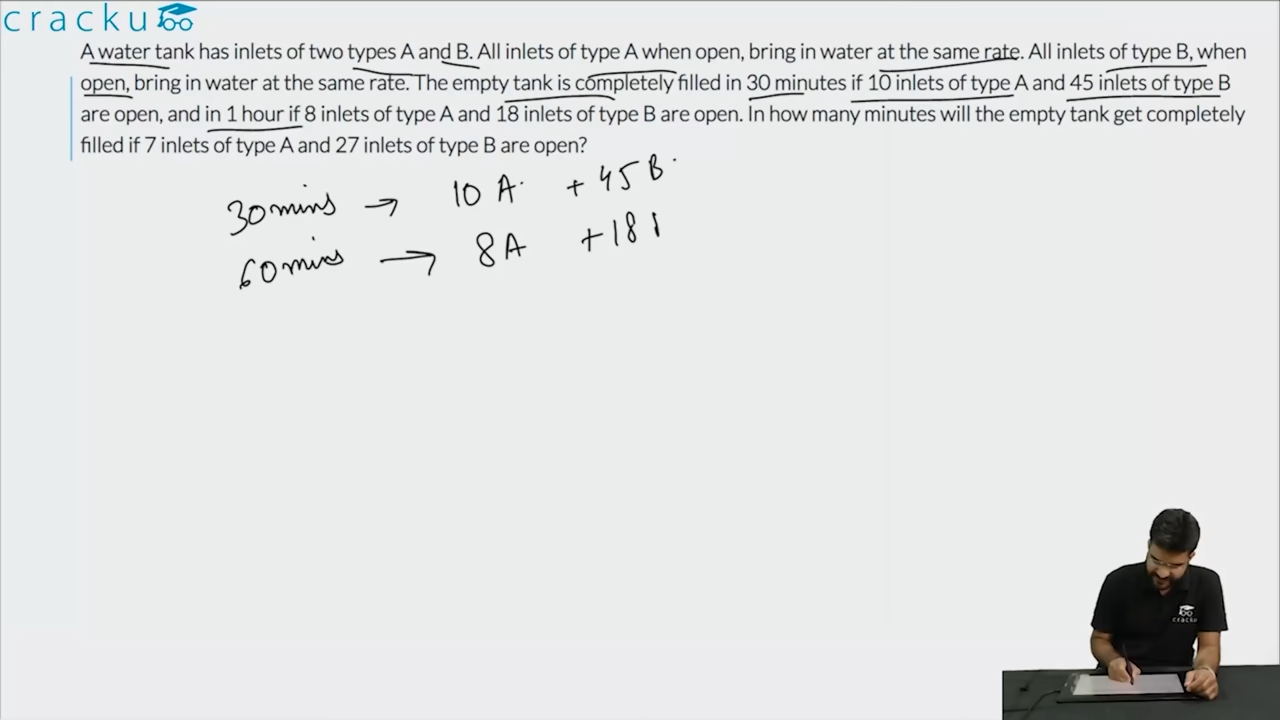 cracku
A water tank has inlets of two types A and B. All inlets of type A when open, bring in water at the same rate. All inlets of type B, when
open, bring in water at the same rate. The empty tank is completely filled in 30 minutes if 10 inlets of type A and 45 inlets of type B
are open, and in 1 hour if 8 inlets of type A and 18 inlets of type B are open. In how many minutes will the empty tank get completely
filled if 7 inlets of type A and 27 inlets of type B are open?
30 mins → 10 A + 45 B
60 mins → 8A + 18
cracku